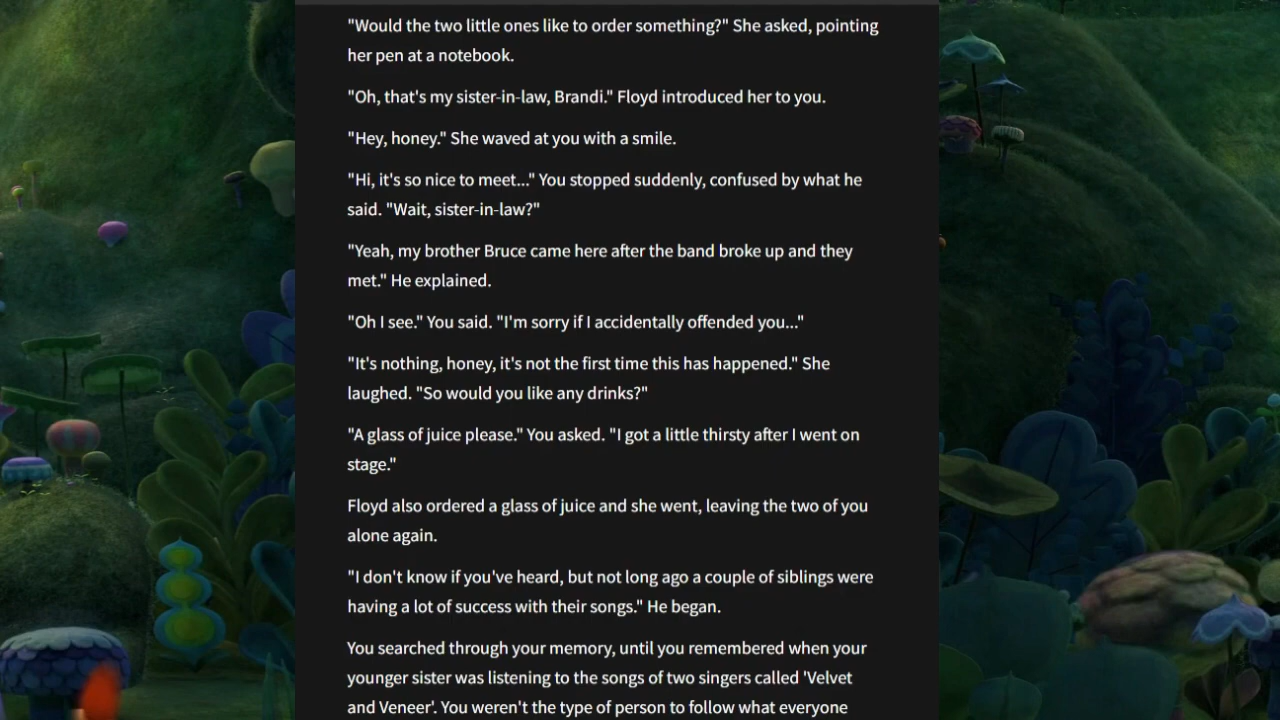 "Would the two little ones like to order something?" She asked, pointing
her pen at a notebook.
"Oh, that's my sister-in-law, Brandi." Floyd introduced her to you.
"Hey, honey." She waved at you with a smile.
"Hi, it's so nice to meet..." You stopped suddenly, confused by what he
said. "Wait, sister-in-law?"
"Yeah, my brother Bruce came here after the band broke up and they
met." He explained.
"Oh I see." You said. "I'm sorry if I accidentally offended you..."
"It's nothing, honey, it's not the first time this has happened." She
laughed. "So would you like any drinks?"
"A glass of juice please." You asked. "I got a little thirsty after I went on
stage."
Floyd also ordered a glass of juice and she went, leaving the two of you
alone again.
"I don't know if you've heard, but not long ago a couple of siblings were
having a lot of success with their songs." He began.
You searched through your memory, until you remembered when your
younger sister was listening to the songs of two singers called 'Velvet
and Veneer'. You weren't the type of person to follow what everyone